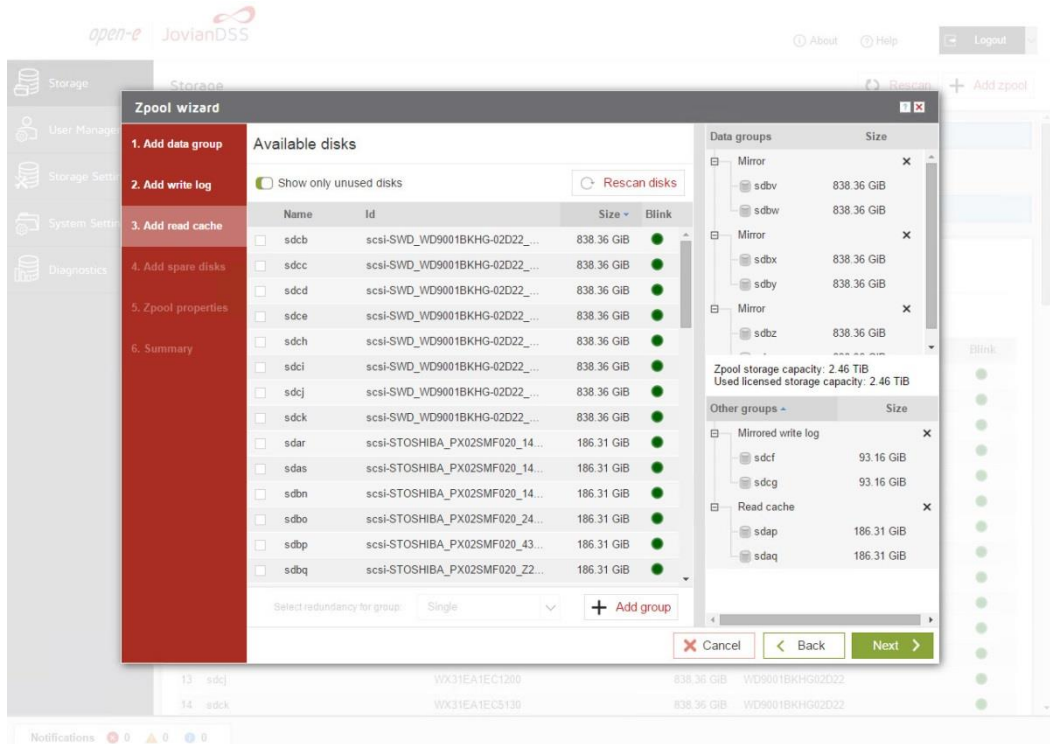 open-e JovianDSS
About Help Logout
Storage
User Manage
Storage Setti
System Settin
Diagnostics
Storage
Rescan + Add zpool
Zpool wizard
1. Add data group
2. Add write log
3. Add read cache
4. Add spare disks
5. Zpool properties
6. Summary
Available disks
Show only unused disks
Rescan disks
Name Id Size Blink
sdcb scsi-SWD_WD9001BKHG-02D22_... 838.36 GiB
sdcc scsi-SWD_WD9001BKHG-02D22_... 838.36 GiB
sdcd scsi-SWD_WD9001BKHG-02D22_... 838.36 GiB
sdce scsi-SWD_WD9001BKHG-02D22_... 838.36 GiB
sdch scsi-SWD_WD9001BKHG-02D22_... 838.36 GiB
sdci scsi-SWD_WD9001BKHG-02D22_... 838.36 GiB
sdcj scsi-SWD_WD9001BKHG-02D22_... 838.36 GiB
sdck scsi-SWD_WD9001BKHG-02D22_... 838.36 GiB
sdar scsi-STOSHIBA_PX02SMF020_14... 186.31 GiB
sdas scsi-STOSHIBA_PX02SMF020_14... 186.31 GiB
sdbn scsi-STOSHIBA_PX02SMF020_14... 186.31 GiB
sdbo scsi-STOSHIBA_PX02SMF020_24... 186.31 GiB
sdbp scsi-STOSHIBA_PX02SMF020_43... 186.31 GiB
sdbq scsi-STOSHIBA_PX02SMF020_Z2... 186.31 GiB
Select redundancy for group: Single
+ Add group
Data groups Size
Mirror
sdbv 838.36 GiB
sdbw 838.36 GiB
Mirror
sdbx 838.36 GiB
sdby 838.36 GiB
Mirror
sdbz 838.36 GiB
Zpool storage capacity: 2.46 TiB
Used licensed storage capacity: 2.46 TiB
Other groups Size
Mirrored write log
sdcf 93.16 GiB
sdcg 93.16 GiB
Read cache
sdap 186.31 GiB
sdaq 186.31 GiB
Cancel Back Next
Blink
13. sdcj WX31EA1EC1200 838.36 GiB WD9001BKHG02D22
14. sdck WX31EA1EC5130 838.36 GiB WD9001BKHG02D22
Notifications 0 0 0